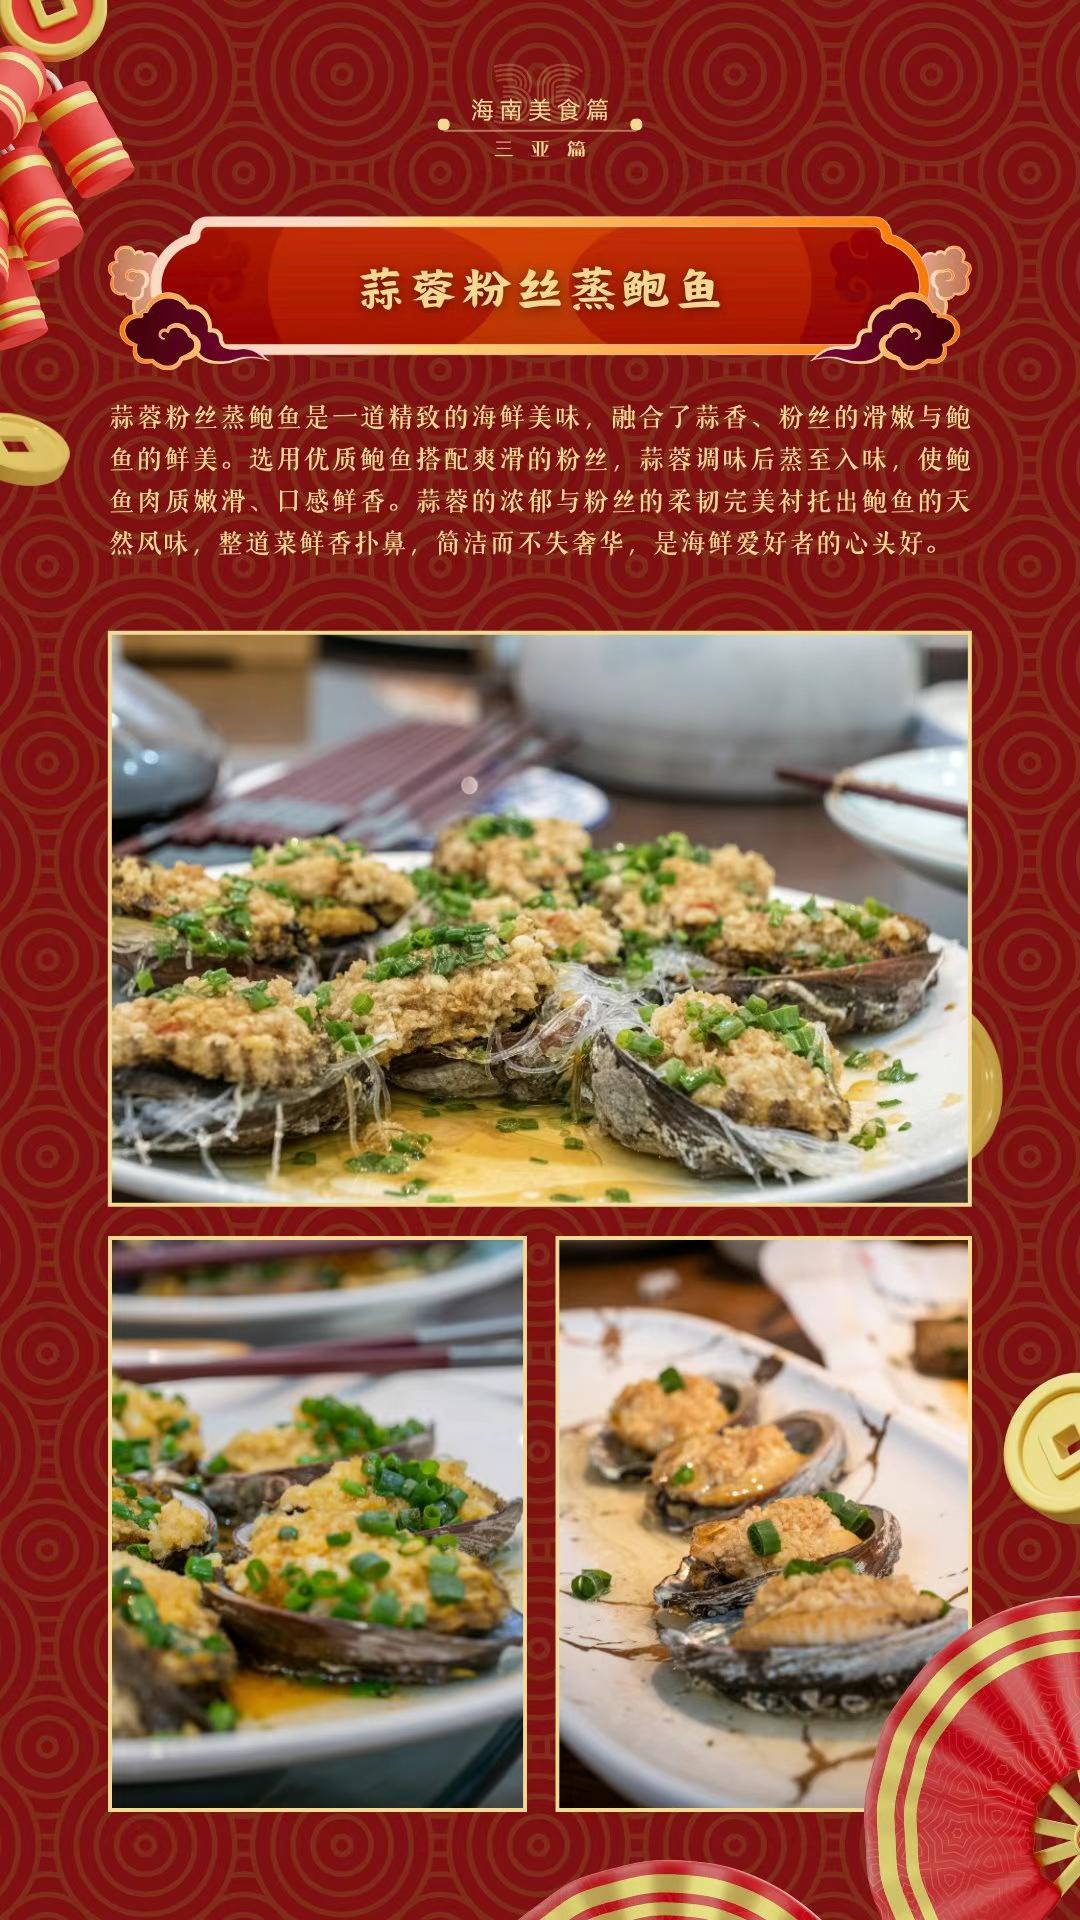 36
海南美食篇
三亚篇
蒜蓉粉丝蒸鲍鱼
蒜蓉粉丝蒸鲍鱼是一道精致的海鲜美味，融合了蒜香、粉丝的滑嫩与鲍
鱼的鲜美。选用优质鲍鱼搭配爽滑的粉丝，蒜蓉调味后蒸至入味，使鲍
鱼肉质嫩滑、口感鲜香。蒜蓉的浓郁与粉丝的柔韧完美衬托出鲍鱼的天
然风味，整道菜鲜香扑鼻，简洁而不失奢华，是海鲜爱好者的心头好。